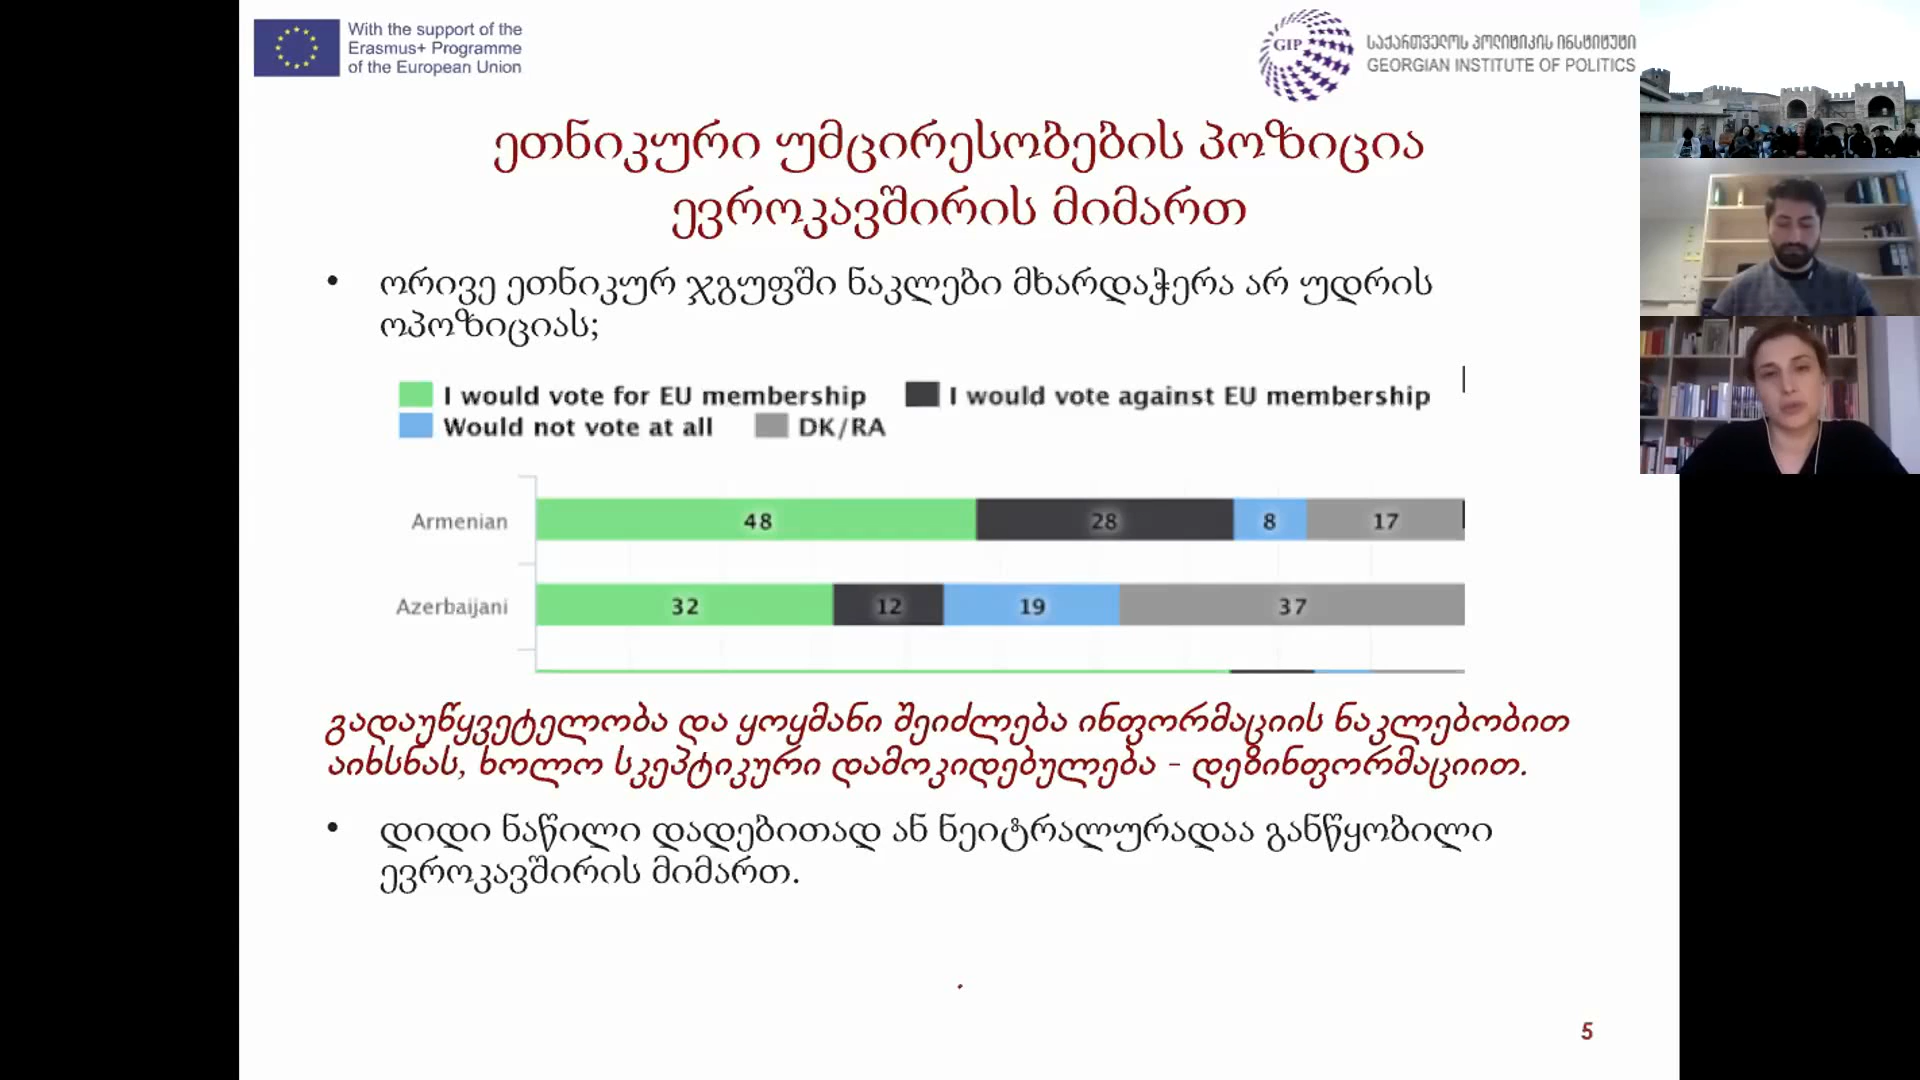 With the support of the
Erasmus+ Programme
of the European Union
GIP
საქართველოს პოლიტიკის ინსტიტუტი
GEORGIAN INSTITUTE OF POLITICS
ეთნიკური უმცირესობების პოზიცია
ევროკავშირის მიმართ
• ორივე ეთნიკურ ჯგუფში ნაკლები მხარდაჭერა არ უდრის
ოპოზიციას;
I would vote for EU membership I would vote against EU membership
Would not vote at all DK/RA
Armenian 48 28 8 17
Azerbaijani 32 12 19 37
გადაუწყვეტელობა და ყოყმანი შეიძლება ინფორმაციის ნაკლებობით
აიხსნას, ხოლო სკეპტიკური დამოკიდებულება - დეზინფორმაციით.
• დიდი ნაწილი დადებითად ან ნეიტრალურადაა განწყობილი
ევროკავშირის მიმართ.
.
5